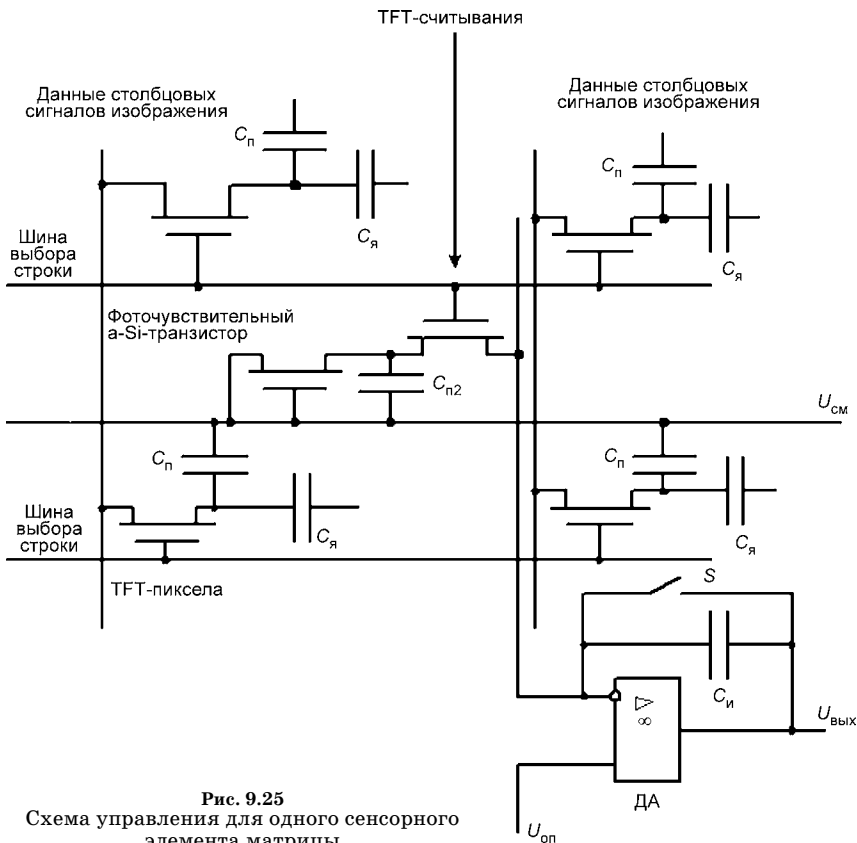 TFT-считывания
Данные столбцовых
сигналов изображения
Данные столбцовых
сигналов изображения
Cп
Cп
Cя
Cя
Шина
выбора
строки
Фоточувствительный
a-Si-транзистор
Cп2
Uсм
Cп
Cп
Cя
Cя
Шина
выбора
строки
TFT-пиксела
S
Cи
▷
∞
Uвых
ДА
Uоп
Рис. 9.25
Схема управления для одного сенсорного
элемента матрицы